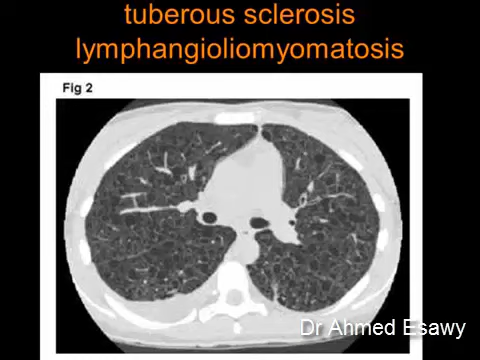 tuberous sclerosis
lymphangioliomyomatosis
Fig 2
Dr Ahmed Esawy